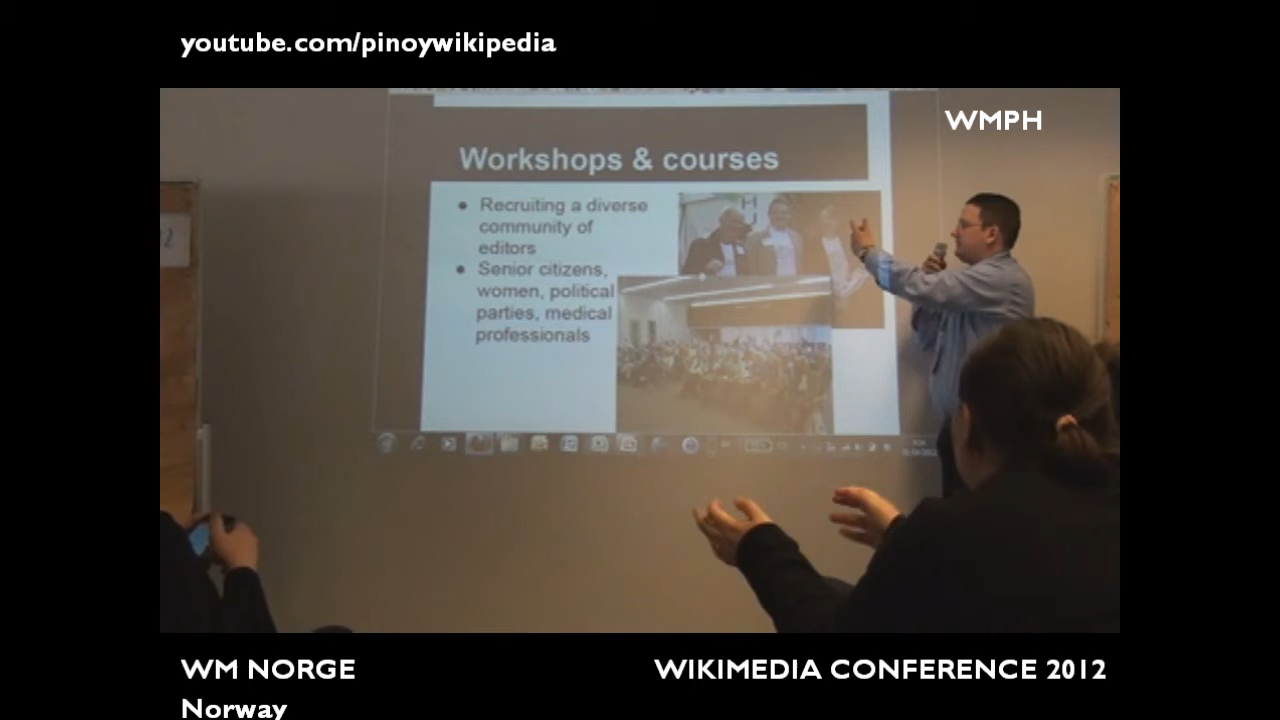 youtube.com/pinoywikipedia
WMPH
Workshops & courses
● Recruiting a diverse
community of
editors
● Senior citizens,
women, political
parties, medical
professionals
WM NORGE
WIKIMEDIA CONFERENCE 2012
Norway